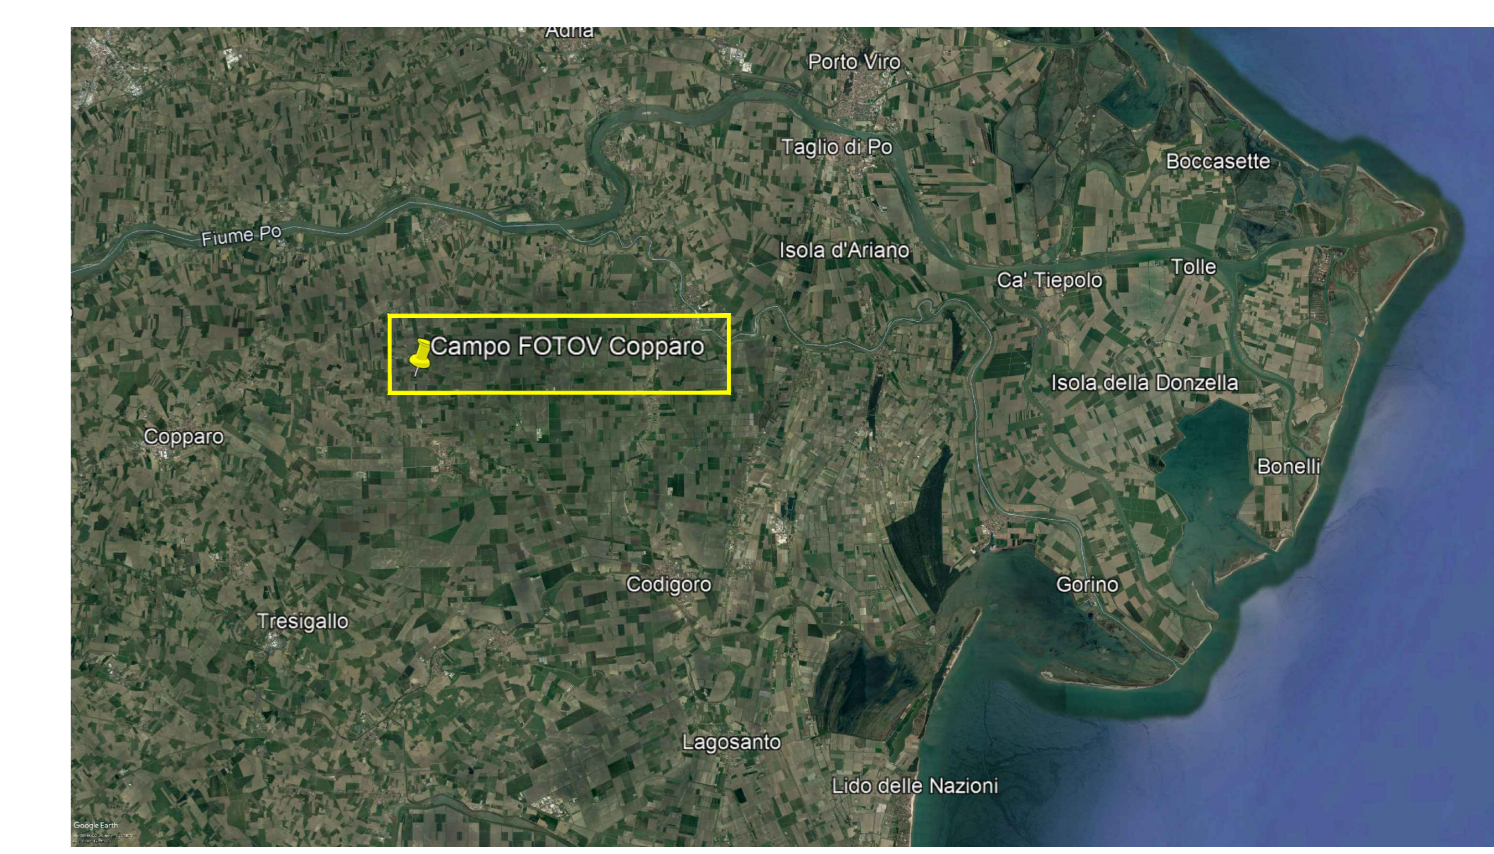 Adria
Porto Viro
Taglio di Po
Boccasette
Fiume Po
Isola d'Ariano
Tolle
Ca' Tiepolo
Campo FOTOV Copparo
Isola della Donzella
Copparo
Bonelli
Codigoro
Gorino
Tresigallo
Lagosanto
Lido delle Nazioni
Google Earth